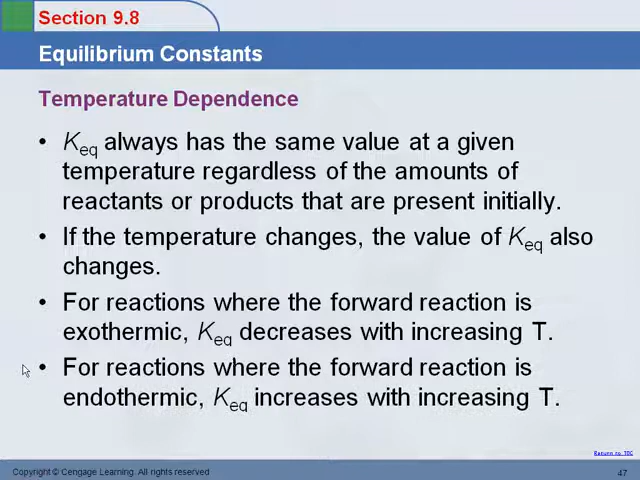 Section 9.8
Equilibrium Constants
Temperature Dependence
• Keq always has the same value at a given
temperature regardless of the amounts of
reactants or products that are present initially.
• If the temperature changes, the value of Keq also
changes.
• For reactions where the forward reaction is
exothermic, Keq decreases with increasing T.
• For reactions where the forward reaction is
endothermic, Keq increases with increasing T.
Return to TOC
Copyright © Cengage Learning. All rights reserved
47